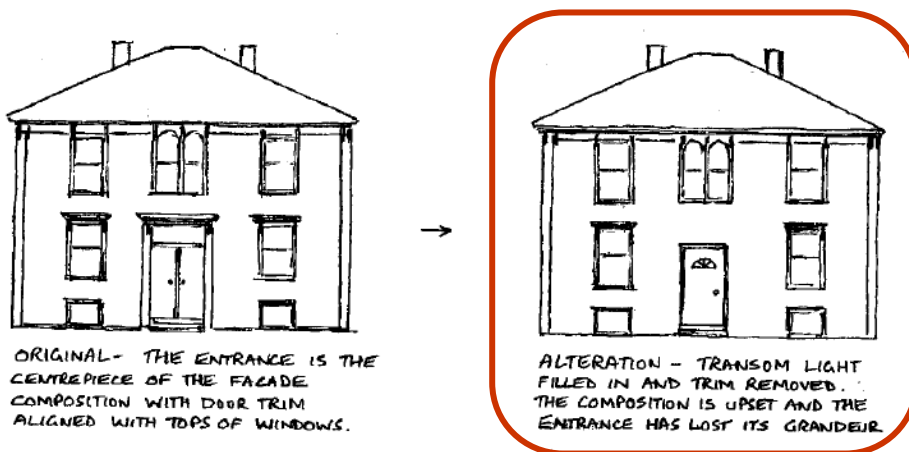 ORIGINAL- THE ENTRANCE IS THE
CENTREPIECE OF THE FACADE
COMPOSITION WITH DOOR TRIM
ALIGNED WITH TOPS OF WINDOWS.
ALTERATION - TRANSOM LIGHT
FILLED IN AND TRIM REMOVED.
THE COMPOSITION IS UPSET AND THE
ENTRANCE HAS LOST ITS GRANDEUR